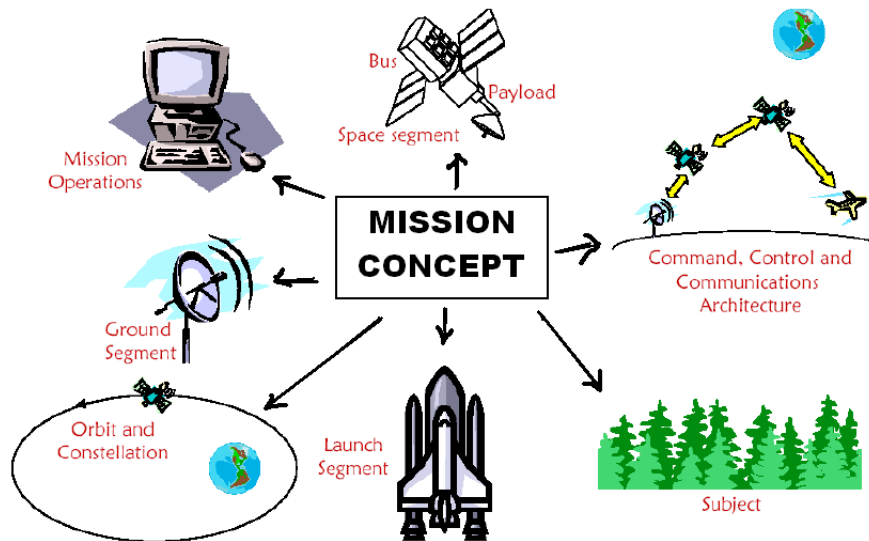 Bus
Payload
Space segment
Mission
Operations
MISSION
CONCEPT
Command, Control and
Communications
Architecture
Ground
Segment
Orbit and
Constellation
Launch
Segment
Subject